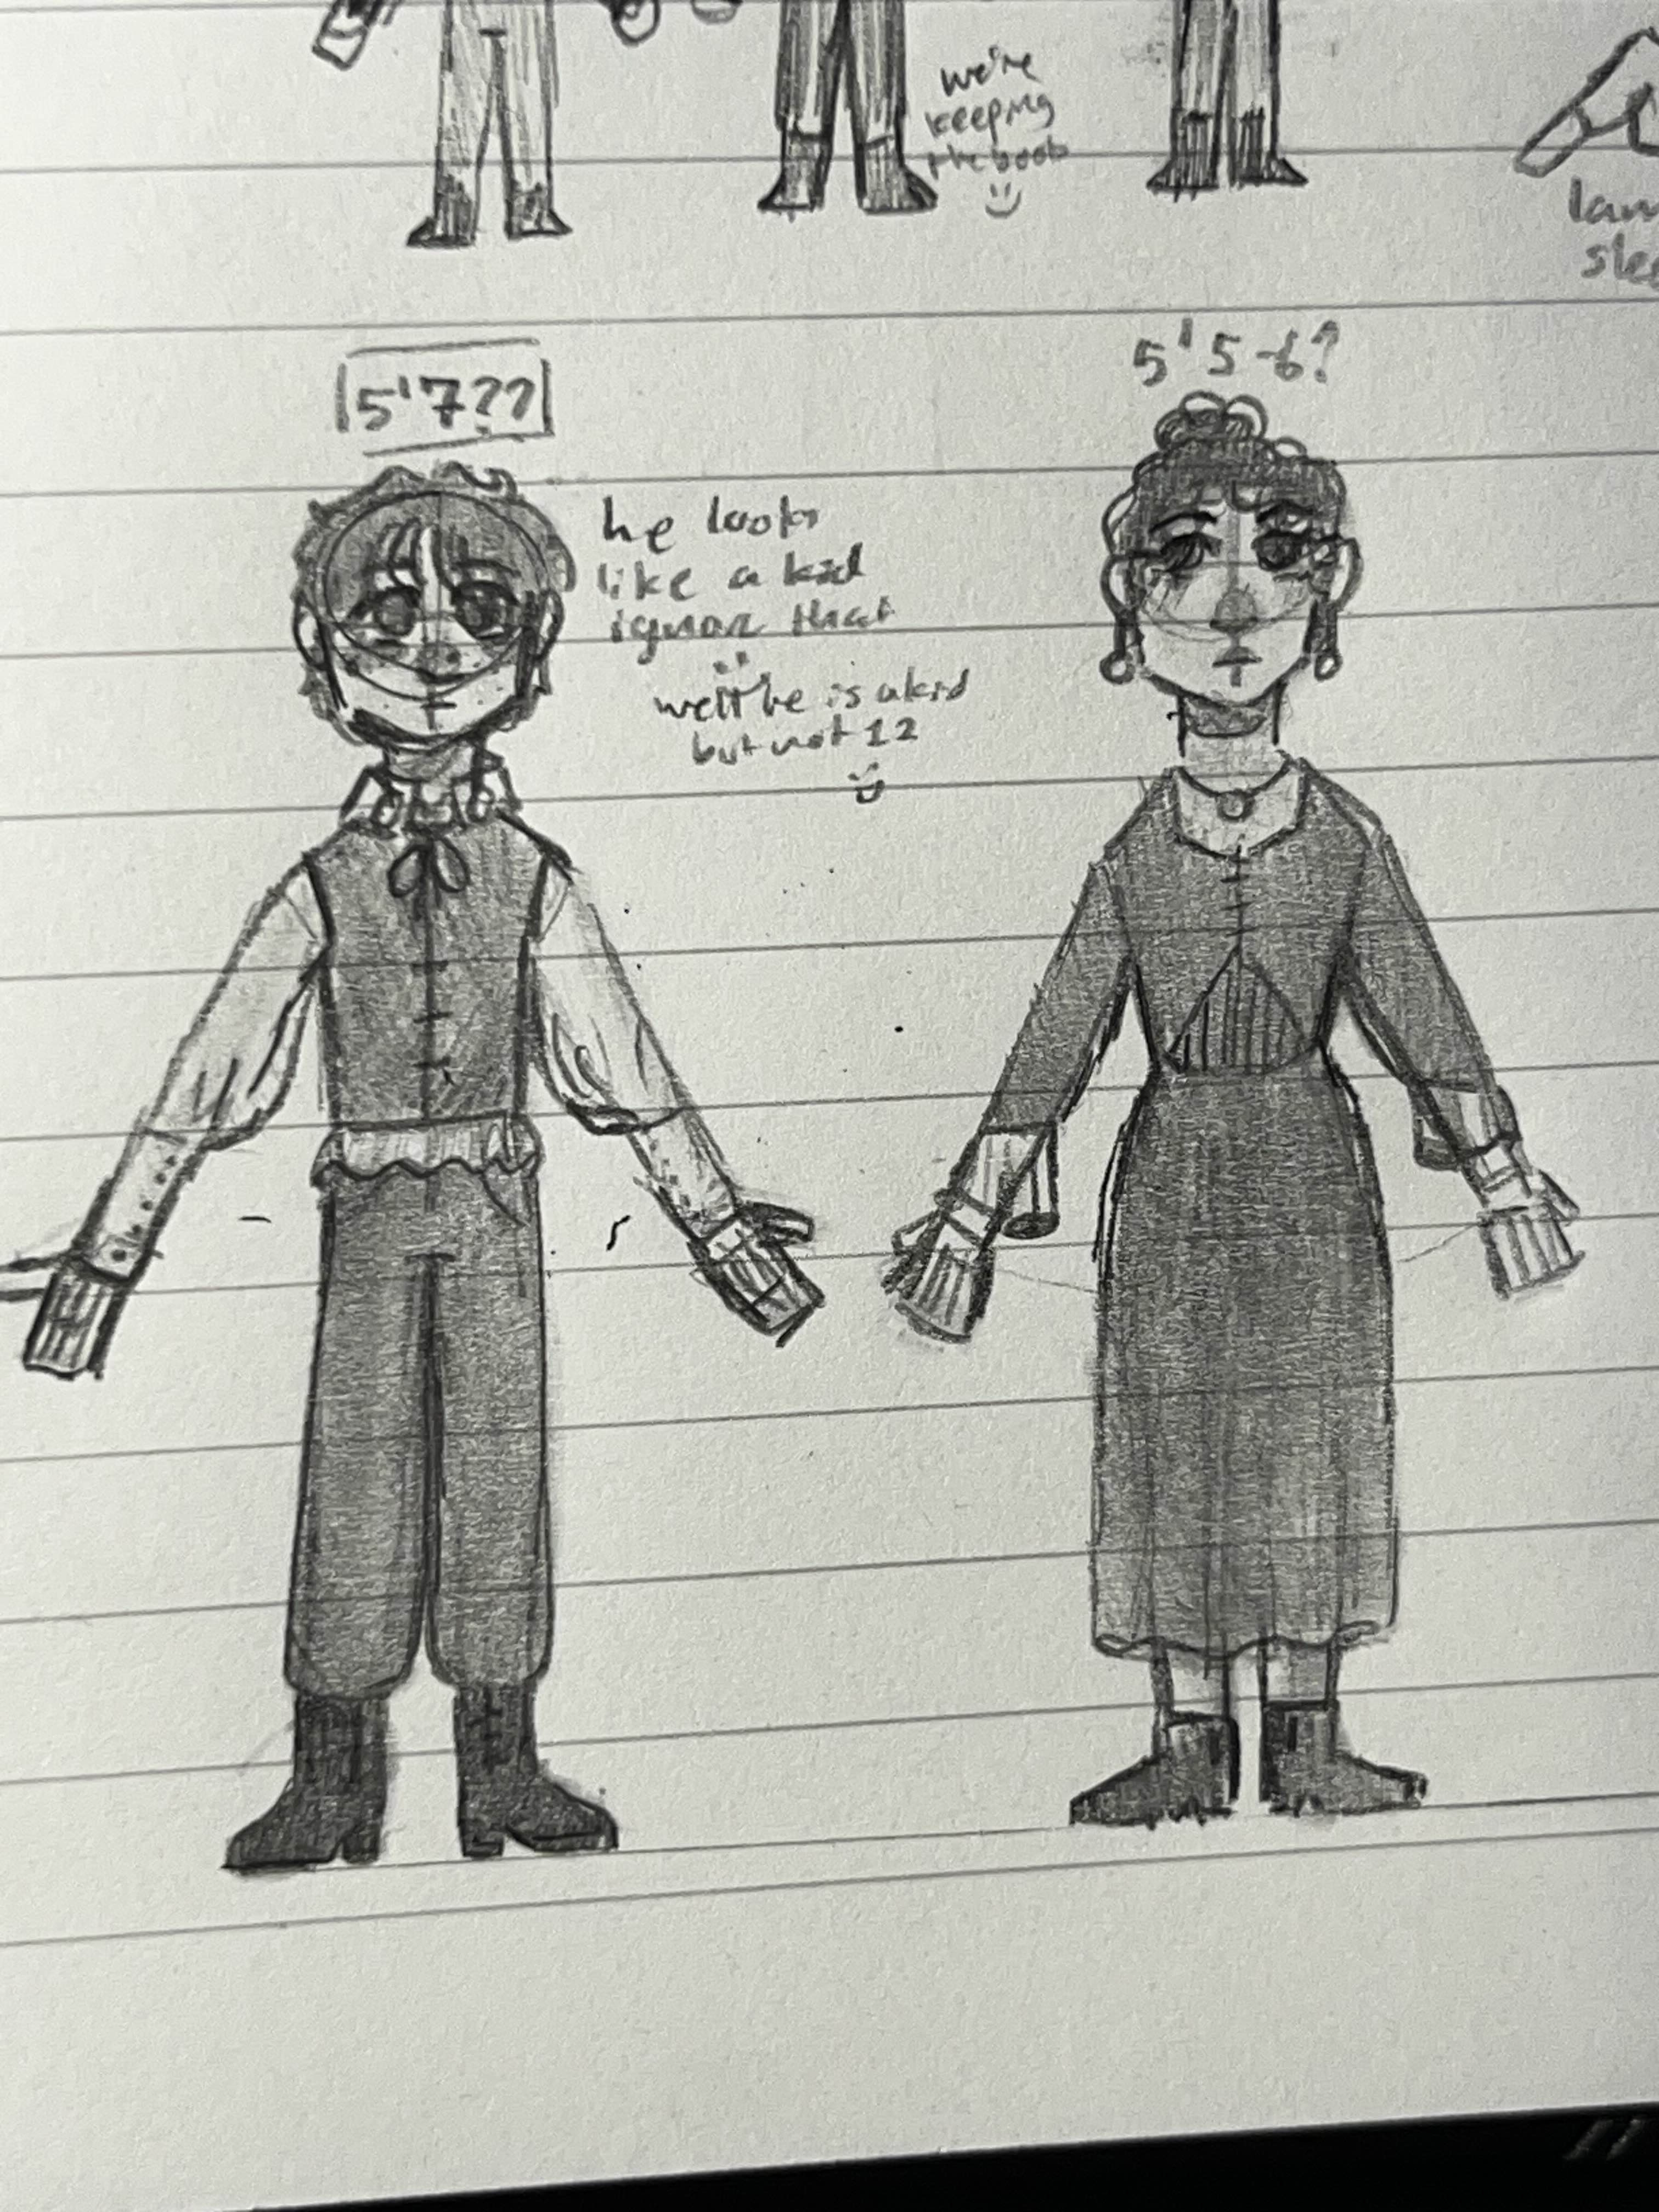 we're
keeping
the boob
5'7??
5'5-6?
he looks
like a kid
ignore that
well he is a kid
but not 12